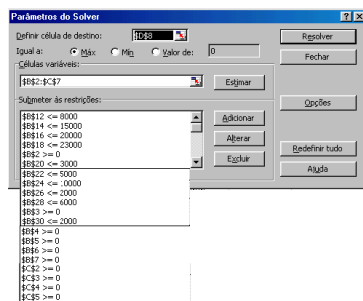 Parâmetros do Solver
Definir célula de destino: $D$8
Resolver
Igual a: Máx Mín Valor de: 0
Fechar
Células variáveis:
$B$2:$C$7
Estimar
Submeter às restrições:
Opções
$B$12 <= 8000
Adicionar
$B$14 <= 15000
$B$16 <= 20000
Alterar
$B$18 <= 23000
Redefinir tudo
$B$2 >= 0
Excluir
$B$20 <= 3000
Ajuda
$B$22 <= 5000
$B$24 <= 10000
$B$26 <= 2000
$B$28 <= 6000
$B$3 >= 0
$B$30 <= 2000
$B$4 >= 0
$B$5 >= 0
$B$6 >= 0
$B$7 >= 0
$C$2 >= 0
$C$3 >= 0
$C$4 >= 0
$C$5 >= 0